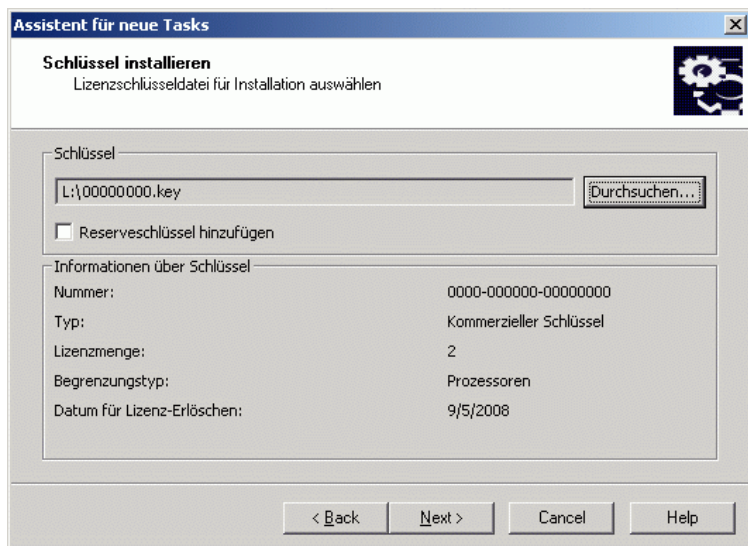 Assistent für neue Tasks
Schlüssel installieren
Lizenzschlüsseldatei für Installation auswählen
Schlüssel
L:\00000000.key
Durchsuchen...
Reserveschlüssel hinzufügen
Informationen über Schlüssel
Nummer: 0000-000000-00000000
Typ: Kommerzieller Schlüssel
Lizenzmenge: 2
Begrenzungstyp: Prozessoren
Datum für Lizenz-Erlöschen: 9/5/2008
< Back Next > Cancel Help